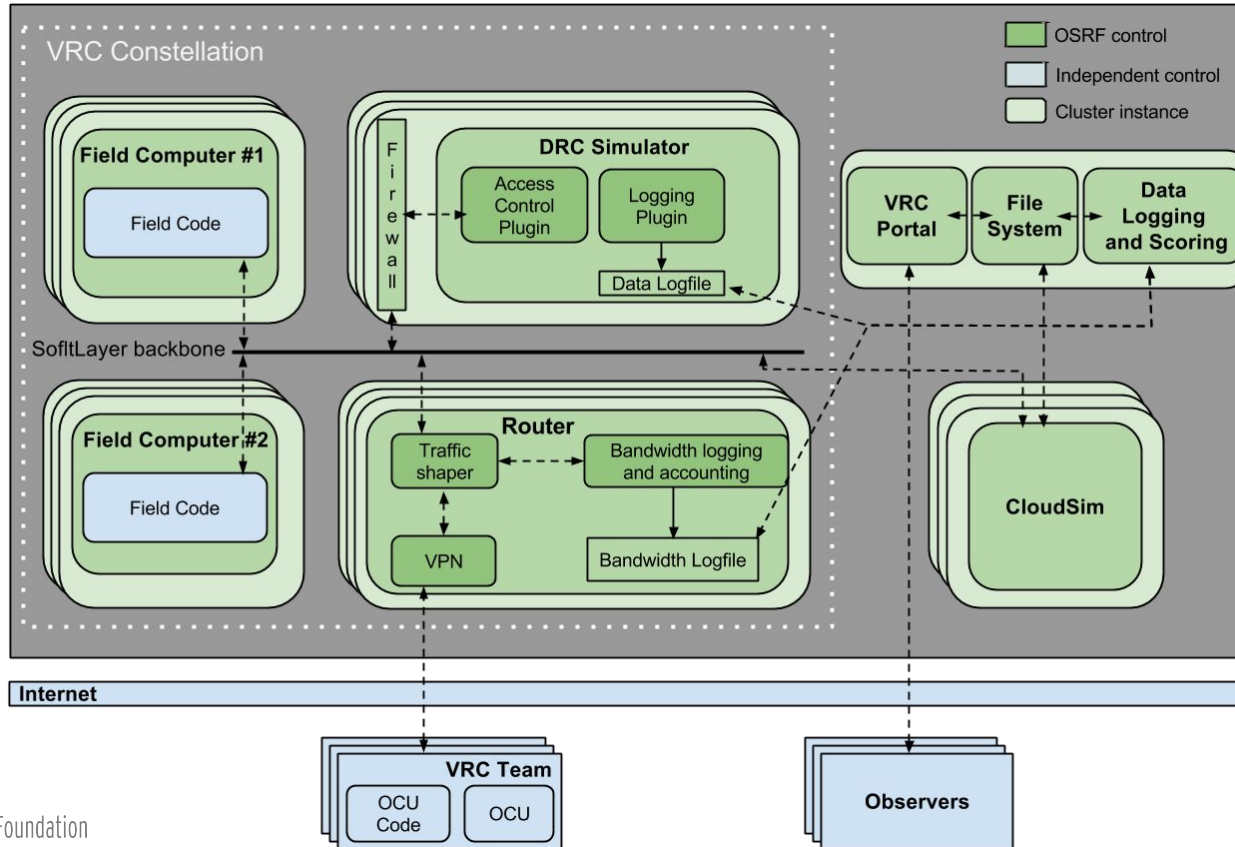 VRC Constellation
OSRF control
Independent control
Cluster instance
Field Computer #1
Field Code
Firewall
DRC Simulator
Access
Control
Plugin
Logging
Plugin
Data Logfile
VRC
Portal
File
System
Data
Logging
and Scoring
SofltLayer backbone
Field Computer #2
Field Code
Router
Traffic
shaper
Bandwidth logging
and accounting
VPN
Bandwidth Logfile
CloudSim
Internet
VRC Team
OCU
Code
OCU
Observers
Foundation